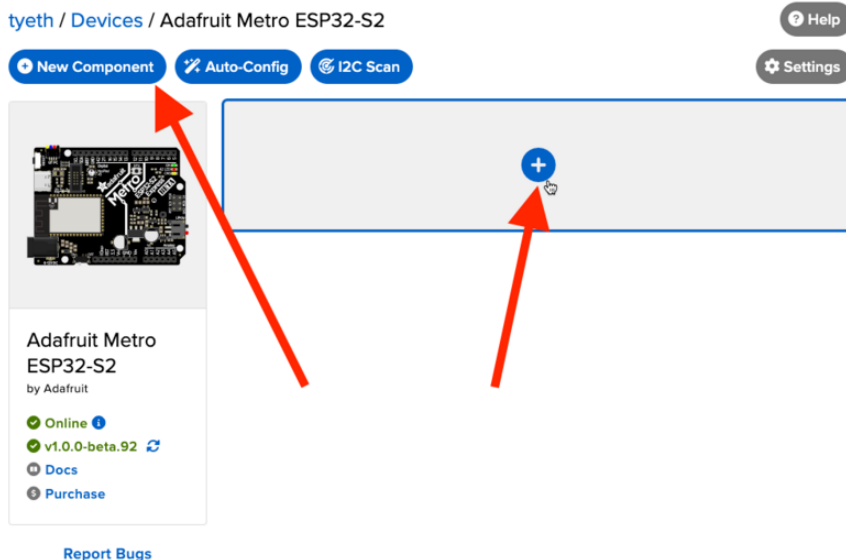 tyeth / Devices / Adafruit Metro ESP32-S2
Help
New Component
Auto-Config
I2C Scan
Settings
Adafruit Metro
ESP32-S2
by Adafruit
Online
v1.0.0-beta.92
Docs
Purchase
Report Bugs